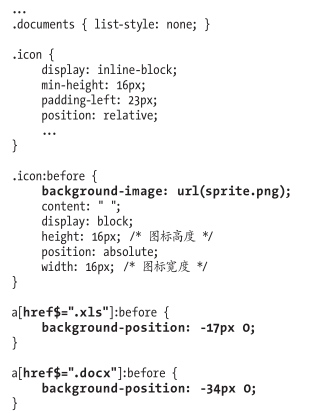 ...
.documents { list-style: none; }
.icon {
display: inline-block;
min-height: 16px;
padding-left: 23px;
position: relative;
...
}
.icon:before {
background-image: url(sprite.png);
content: " ";
display: block;
height: 16px; /* 图标高度 */
position: absolute;
width: 16px; /* 图标宽度 */
}
a[href$=".xls"]:before {
background-position: -17px 0;
}
a[href$=".docx"]:before {
background-position: -34px 0;
}